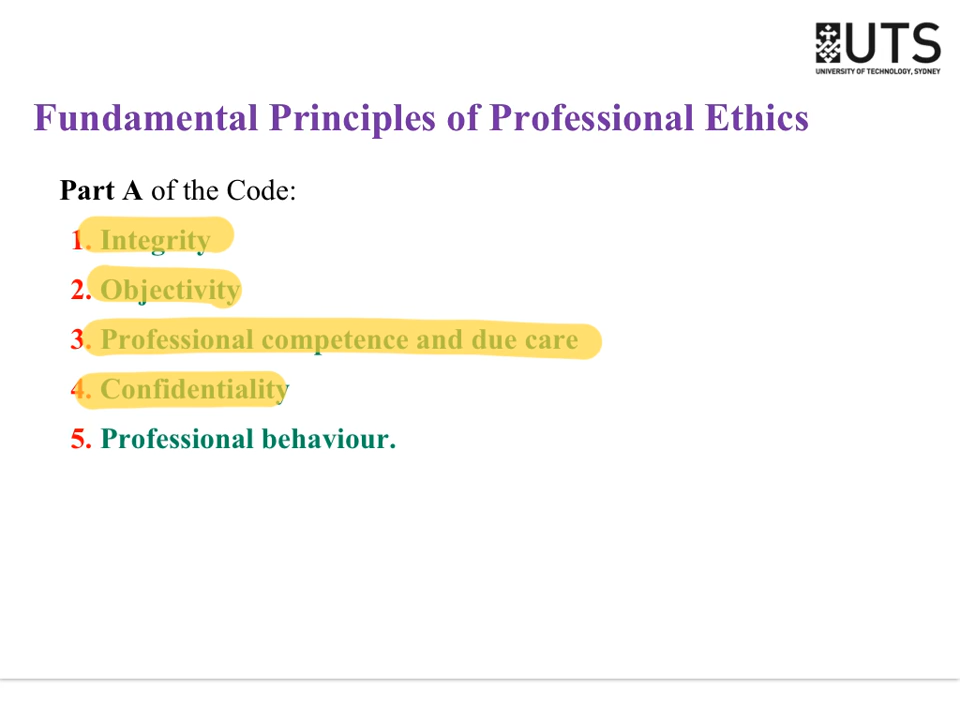 UTS
UNIVERSITY OF TECHNOLOGY, SYDNEY
Fundamental Principles of Professional Ethics
Part A of the Code:
1. Integrity
2. Objectivity
3. Professional competence and due care
4. Confidentiality
5. Professional behaviour.